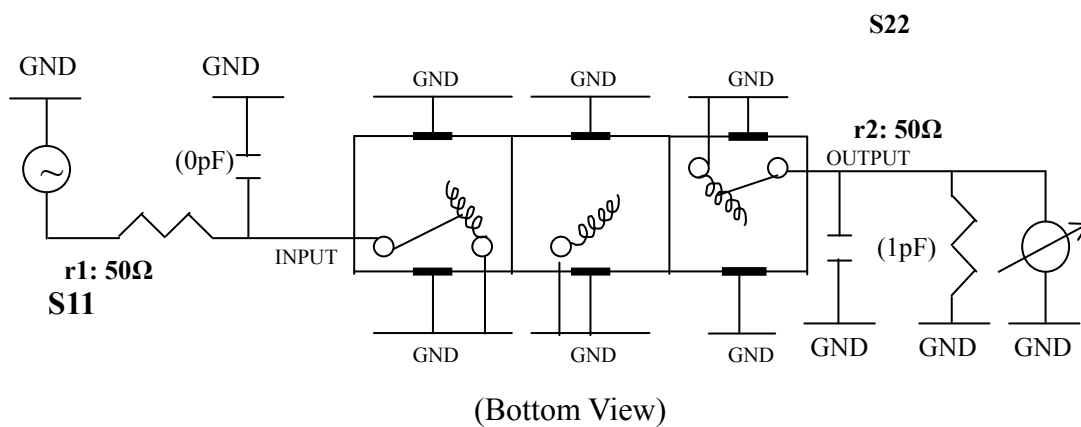 S22
GND
GND
GND
GND
GND
r2: 50Ω
OUTPUT
(0pF)
~
INPUT
r1: 50Ω
S11
(1pF)
GND
GND
GND
GND
GND
GND
(Bottom View)